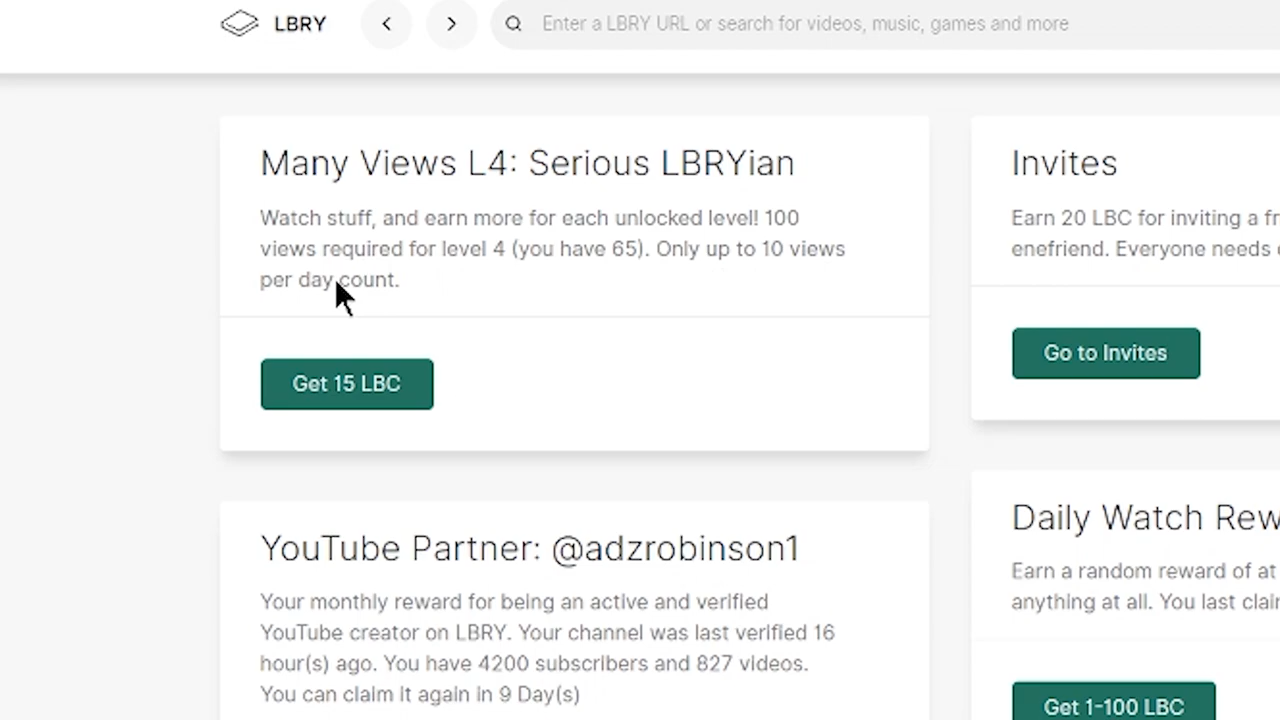 LBRY
Enter a LBRY URL or search for videos, music, games and more
Many Views L4: Serious LBRYian
Watch stuff, and earn more for each unlocked level! 100
views required for level 4 (you have 65). Only up to 10 views
per day count.
Get 15 LBC
YouTube Partner: @adzrobinson1
Your monthly reward for being an active and verified
YouTube creator on LBRY. Your channel was last verified 16
hour(s) ago. You have 4200 subscribers and 827 videos.
You can claim it again in 9 Day(s)
Invites
Earn 20 LBC for inviting a
enefriend. Everyone needs
Go to Invites
Daily Watch
Earn a random reward of at
anything at all. You last
Get 1-100 LBC